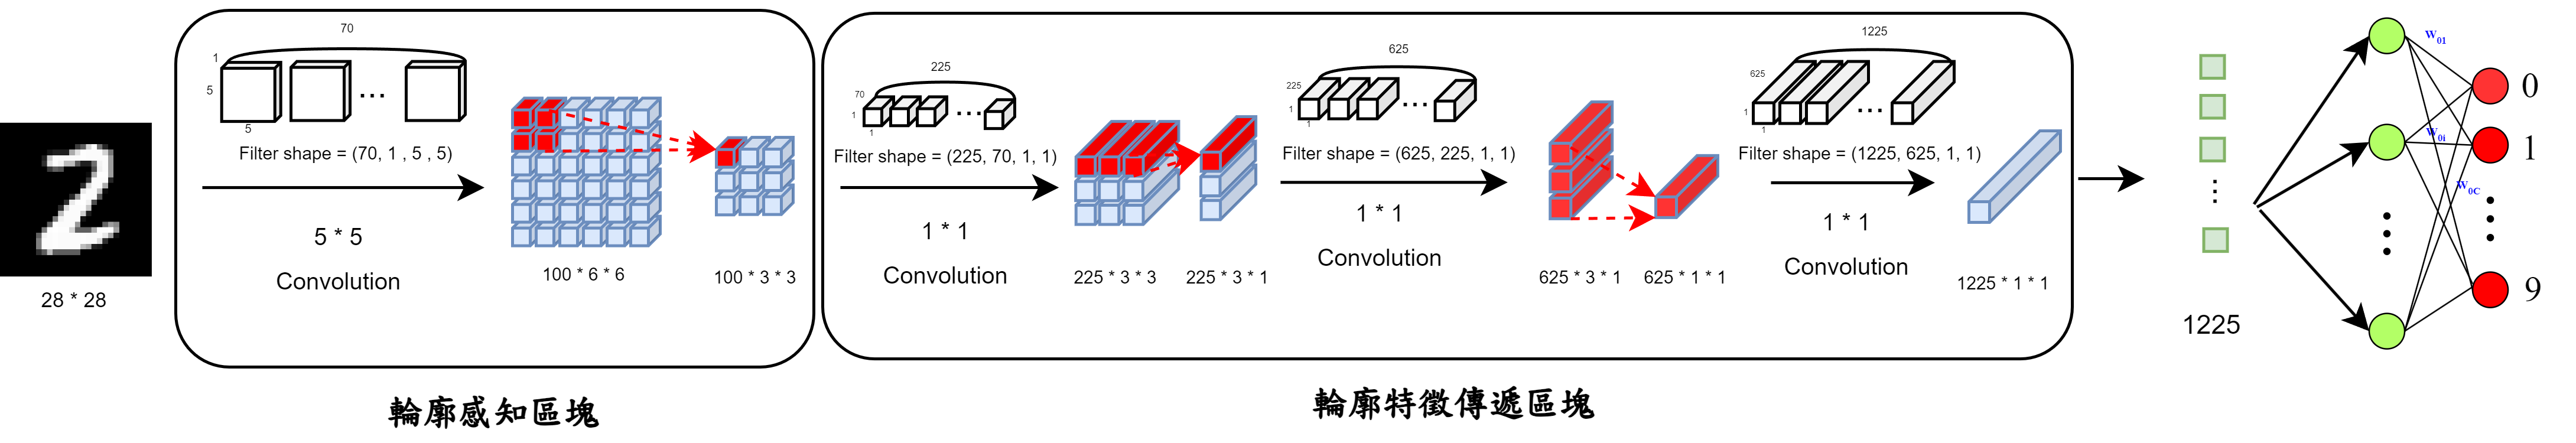 28 * 28
70
1
5
5
Filter shape = (70, 1 , 5 , 5)
5 * 5
Convolution
100 * 6 * 6
100 * 3 * 3
輪廓感知區塊
225
70
1
1
Filter shape = (225, 70, 1, 1)
1 * 1
Convolution
225 * 3 * 3
225 * 3 * 1
625
225
1
1
Filter shape = (625, 225, 1, 1)
1 * 1
Convolution
625 * 3 * 1
625 * 1 * 1
1225
625
1
1
Filter shape = (1225, 625, 1, 1)
1 * 1
Convolution
1225 * 1 * 1
輪廓特徵傳遞區塊
1225
W01
W0i
W0C
0
1
9